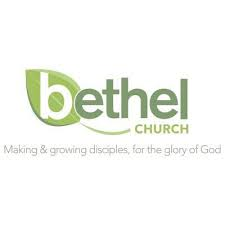 bethel
CHURCH
Making & growing disciples, for the glory of God